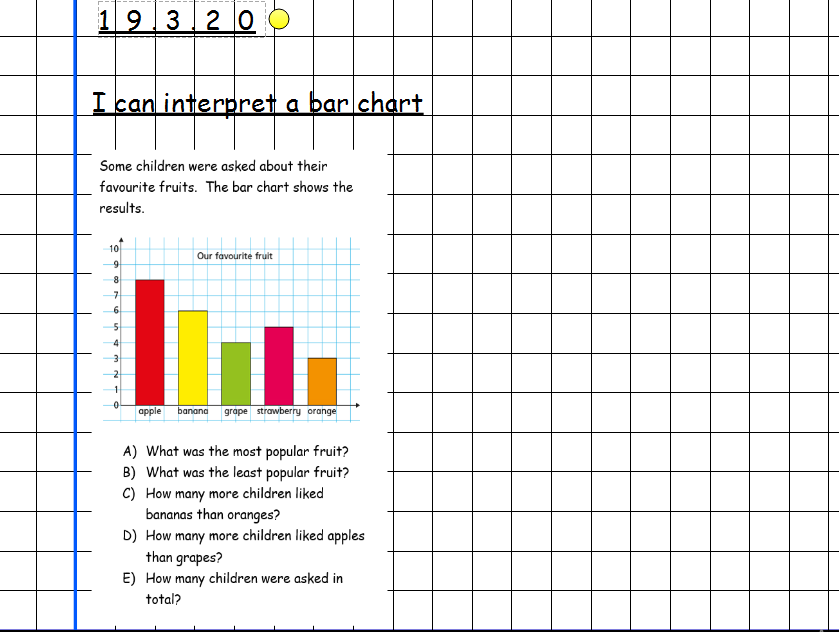 19.3.20
I can interpret a bar chart
Some children were asked about their
favourite fruits. The bar chart shows the
results.
Our favourite fruit
10
9
8
7
6
5
4
3
2
1
0
apple banana grape strawberry orange
A) What was the most popular fruit?
B) What was the least popular fruit?
C) How many more children liked
bananas than oranges?
D) How many more children liked apples
than grapes?
E) How many children were asked in
total?